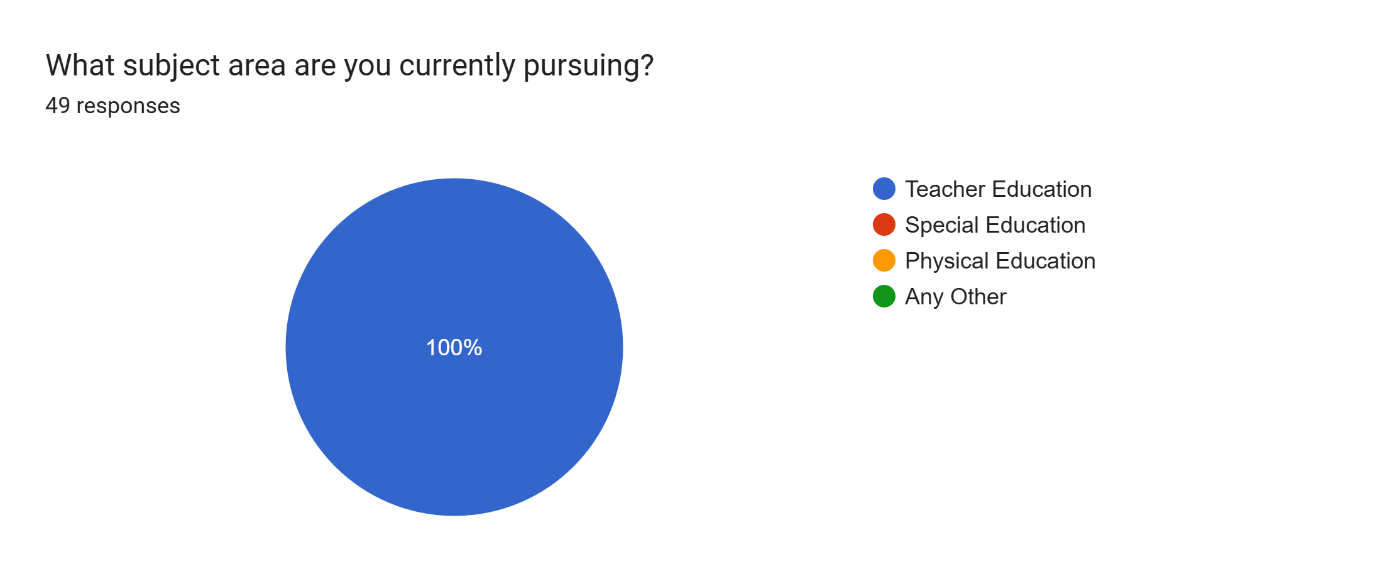 What subject area are you currently pursuing?
49 responses
100%
Teacher Education
Special Education
Physical Education
Any Other